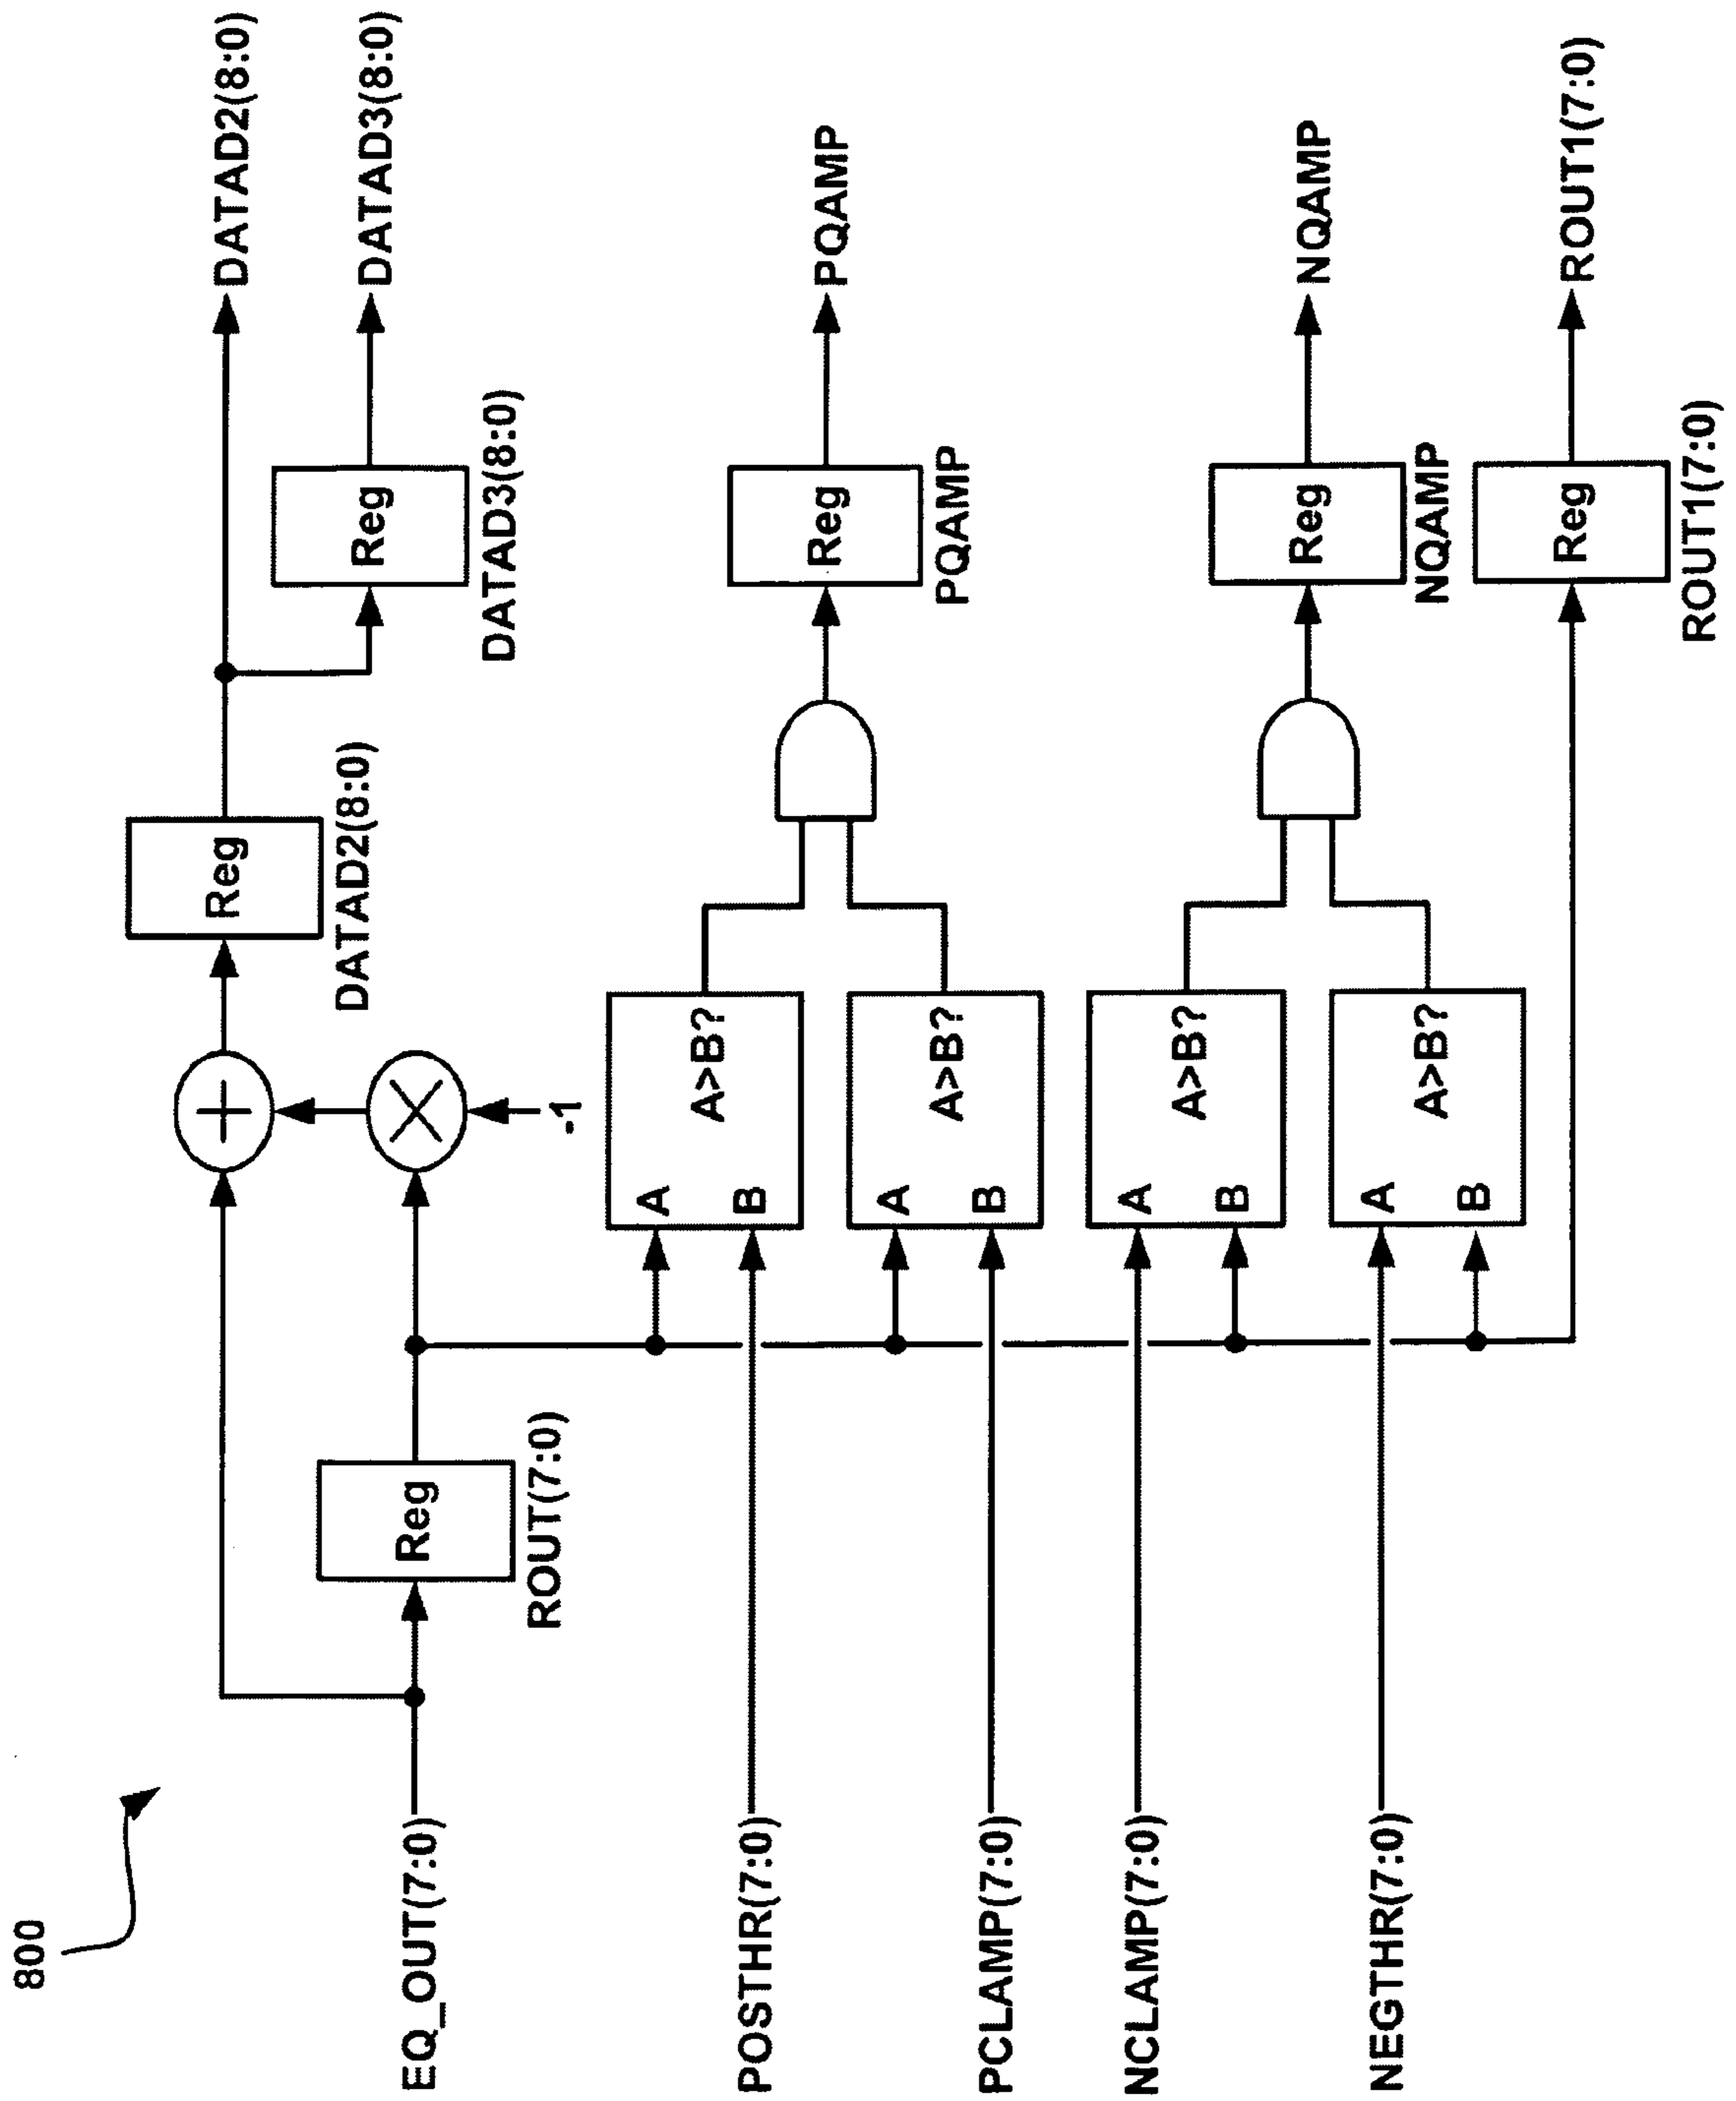 800
EQ_OUT(7:0)
POSTHR(7:0)
PCLAMP(7:0)
NCLAMP(7:0)
NEGTHR(7:0)
Reg
ROUT(7:0)
+
×
-1
A
B
A>B?
A
B
A>B?
A
B
A>B?
A
B
A>B?
Reg
DATAD2(8:0)
Reg
DATAD3(8:0)
Reg
PQAMP
Reg
NQAMP
Reg
ROUT1(7:0)
DATAD2(8:0)
DATAD3(8:0)
PQAMP
NQAMP
ROUT1(7:0)